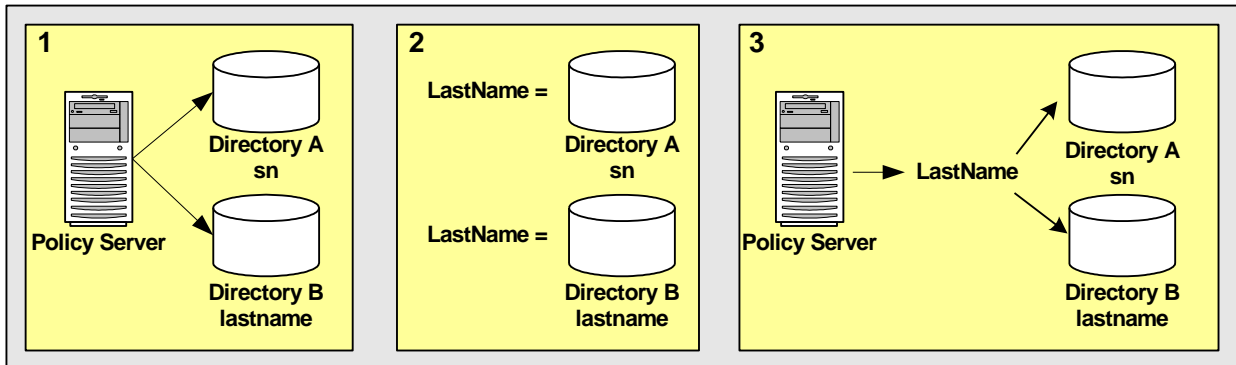 1
Directory A
sn
Policy Server
Directory B
lastname
2
LastName =
Directory A
sn
LastName =
Directory B
lastname
3
Directory A
sn
LastName
Policy Server
Directory B
lastname